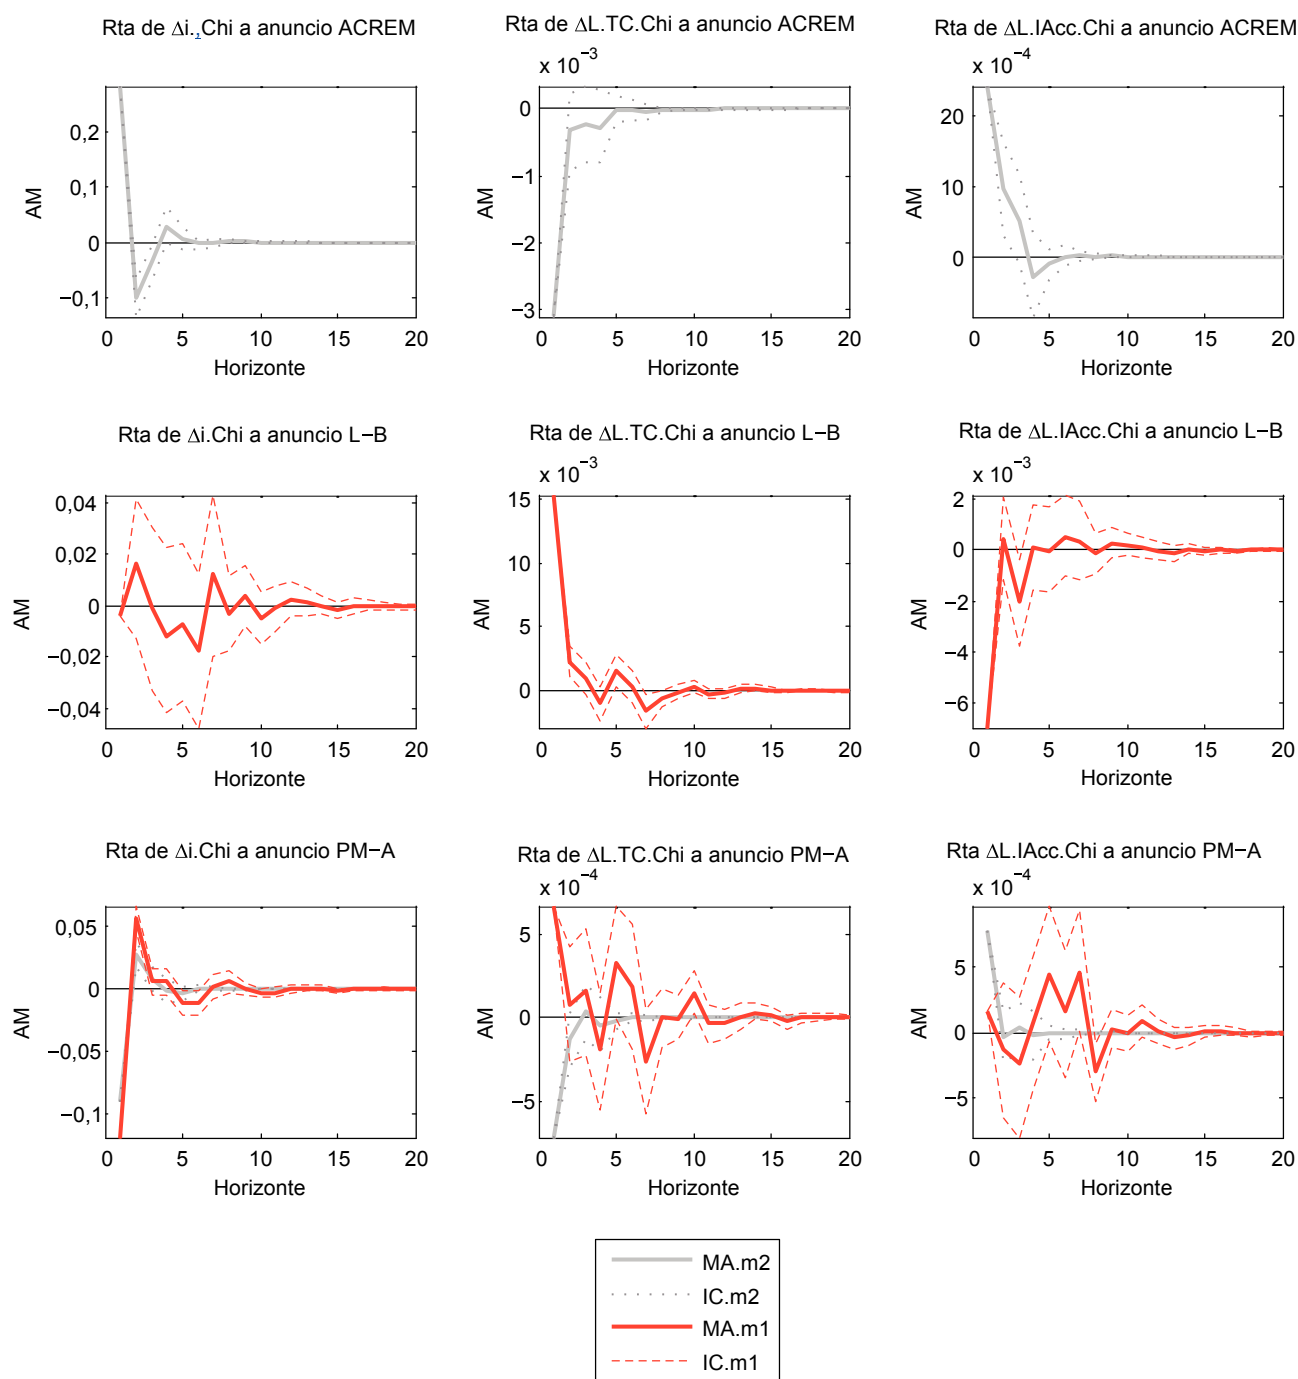 Rta de Δi.,Chi a anuncio ACREM
0,2
0,1
0
−0,1
AM
0 5 10 15 20
Horizonte
Rta de ΔL.TC.Chi a anuncio ACREM
x 10⁻³
0
−1
−2
−3
AM
0 5 10 15 20
Horizonte
Rta de ΔL.IAcc.Chi a anuncio ACREM
x 10⁻⁴
20
10
0
AM
0 5 10 15 20
Horizonte
Rta de Δi.Chi a anuncio L−B
0,04
0,02
0
−0,02
−0,04
AM
0 5 10 15 20
Horizonte
Rta de ΔL.TC.Chi a anuncio L−B
x 10⁻³
15
10
5
0
AM
0 5 10 15 20
Horizonte
Rta de ΔL.IAcc.Chi a anuncio L−B
x 10⁻³
2
0
−2
−4
−6
AM
0 5 10 15 20
Horizonte
Rta de Δi.Chi a anuncio PM−A
0,05
0
−0,05
−0,1
AM
0 5 10 15 20
Horizonte
Rta de ΔL.TC.Chi a anuncio PM−A
x 10⁻⁴
5
0
−5
AM
0 5 10 15 20
Horizonte
Rta ΔL.IAcc.Chi a anuncio PM−A
x 10⁻⁴
5
0
−5
AM
0 5 10 15 20
Horizonte
MA.m2
IC.m2
MA.m1
IC.m1